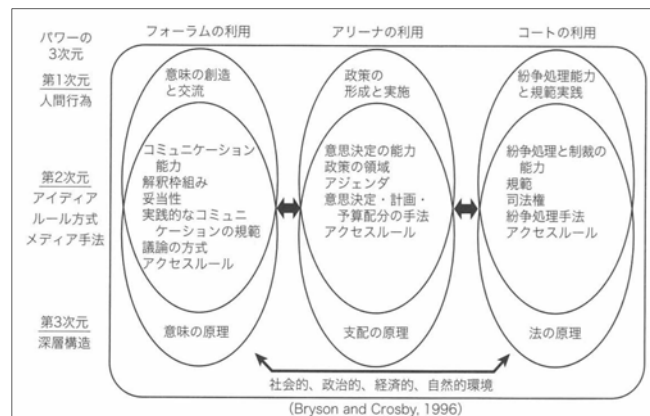 パワーの
3次元
フォーラムの利用
アリーナの利用
コートの利用
第1次元
人間行為
意味の創造
と交流
政策の
形成と実施
紛争処理能力
と規範実践
第2次元
アイディア
ルール方式
メディア手法
コミュニケーション
能力
解釈枠組み
妥当性
実践的なコミュニ
ケーションの規範
議論の方式
アクセスルール
意思決定の能力
政策の領域
アジェンダ
意思決定・計画・
予算配分の手法
アクセスルール
紛争処理と制裁の
能力
規範
司法権
紛争処理手法
アクセスルール
第3次元
深層構造
意味の原理
支配の原理
法の原理
社会的、政治的、経済的、自然的環境
(Bryson and Crosby, 1996)